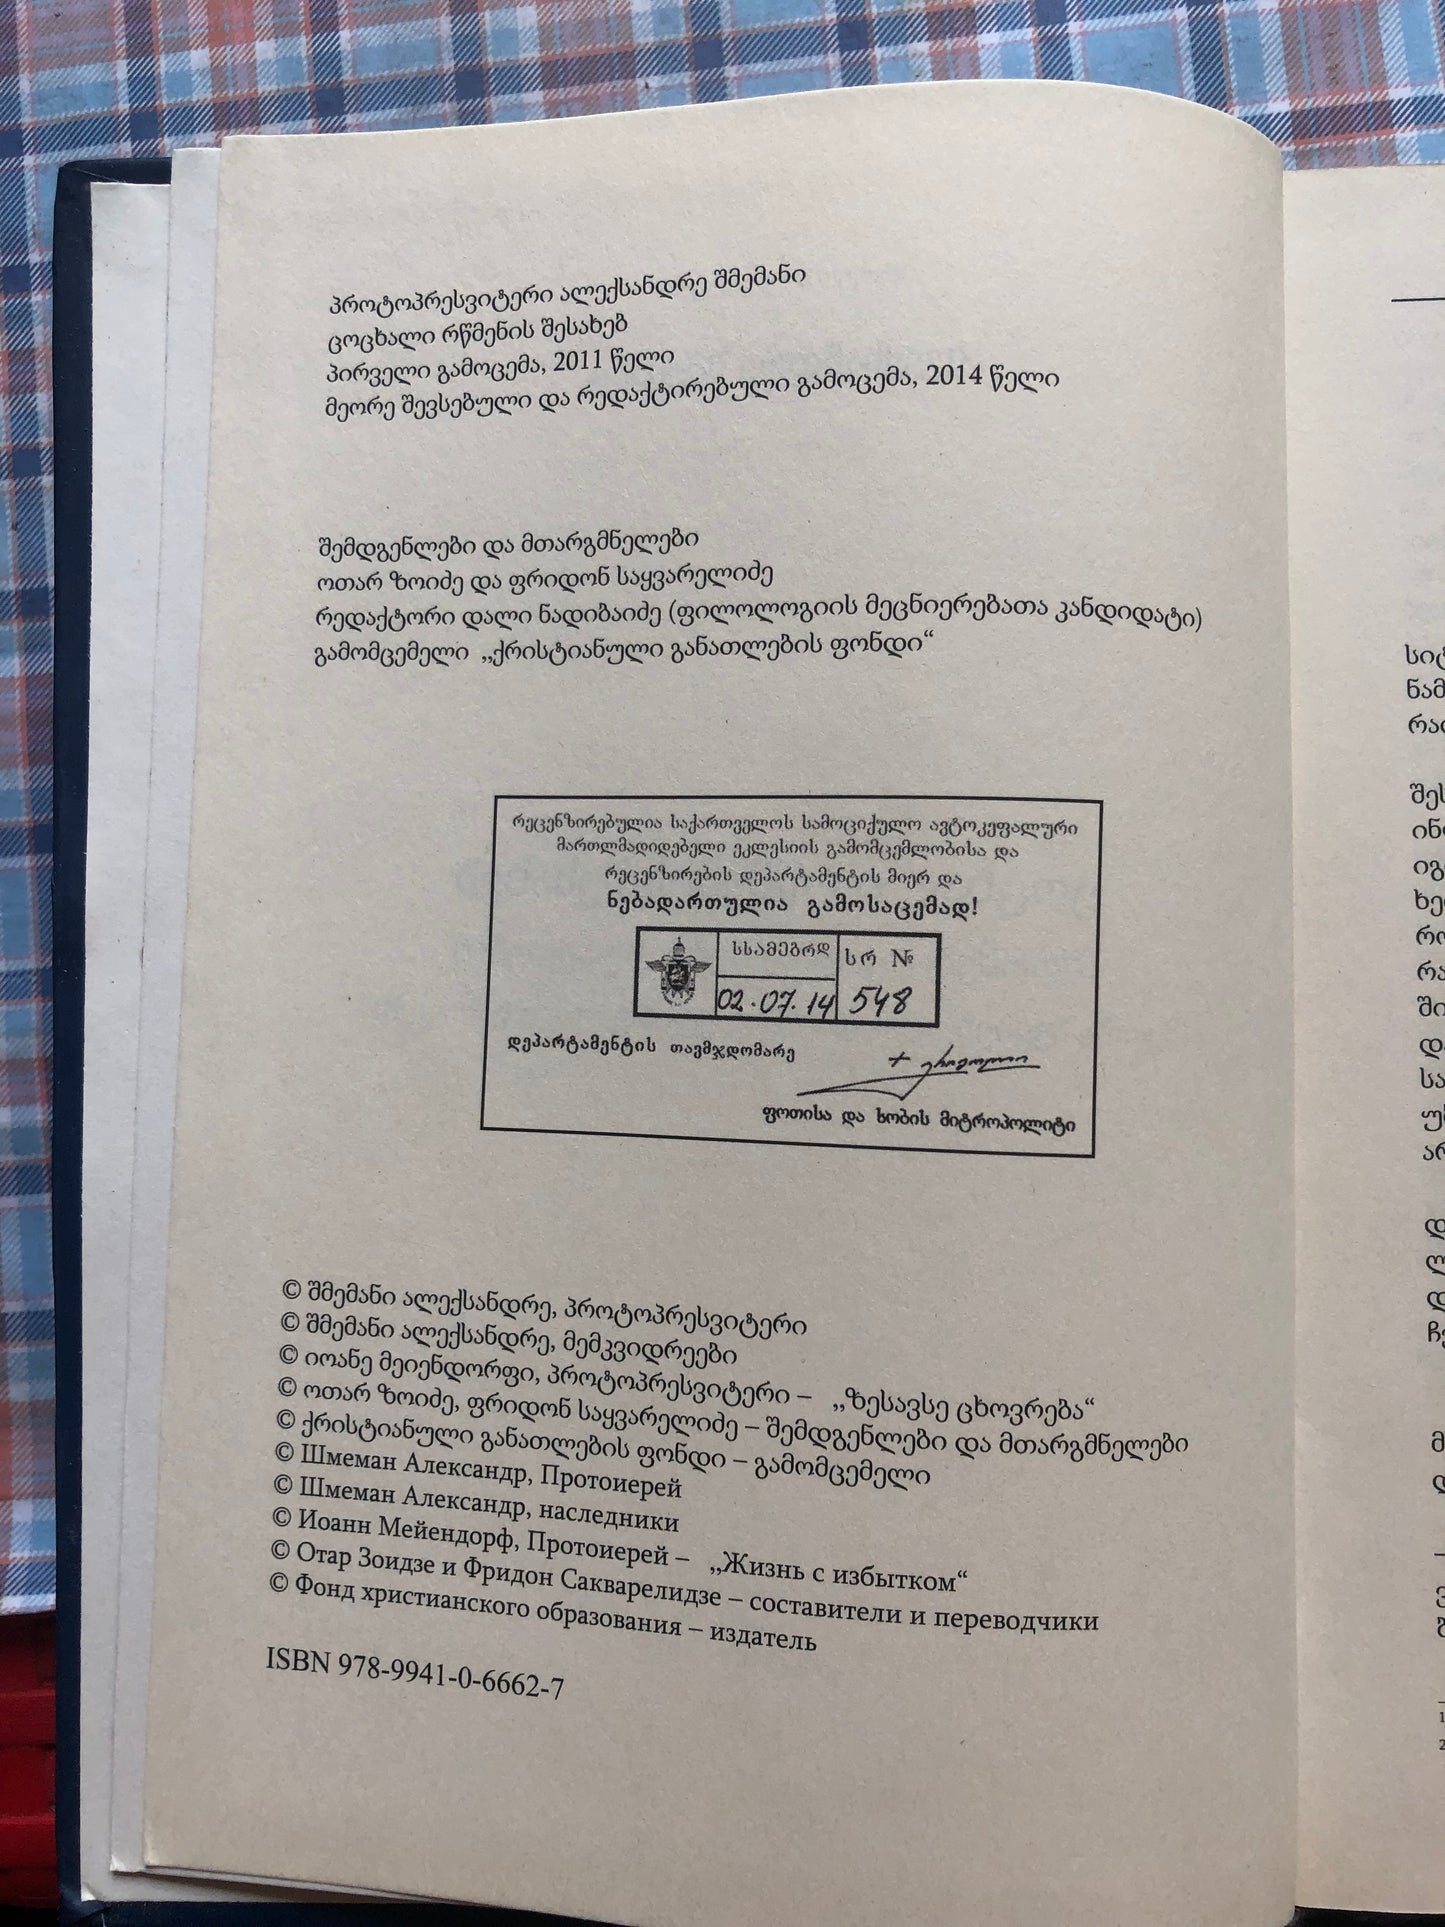 პროტოპრესვიტერი ალექსანდრე შმემანი
ცოცხალი რწმენის შესახებ
პირველი გამოცემა, 2011 წელი
მეორე შევსებული და რედაქტირებული გამოცემა, 2014 წელი
შემდგენლები და მთარგმნელები
ოთარ ზოიძე და ფრიდონ საყვარელიძე
რედაქტორი დალი ნადიბაიძე (ფილოლოგიის მეცნიერებათა კანდიდატი)
გამომცემელი „ქრისტიანული განათლების ფონდი“
რეცენზირებულია საქართველოს სამოციქულო ავტოკეფალური
მართლმადიდებელი ეკლესიის გამომცემლობისა და
რეცენზირების დეპარტამენტის მიერ და
ნებადართულია გამოსაცემად!
სსამეგრდ
სრ №
02.07.14
548
დეპარტამენტის თავმჯდომარე
ფოთისა და ხობის მიტროპოლიტი
© შმემანი ალექსანდრე, პროტოპრესვიტერი
© შმემანი ალექსანდრე, მემკვიდრეები
© იოანე მეიენდორფი, პროტოპრესვიტერი – „ზესავსე ცხოვრება“
© ოთარ ზოიძე, ფრიდონ საყვარელიძე – შემდგენლები და მთარგმნელები
© ქრისტიანული განათლების ფონდი – გამომცემელი
© Шмеман Александр, Протоиерей
© Шмеман Александр, наследники
© Иоанн Мейендорф, Протоиерей – „Жизнь с избытком“
© Отар Зоидзе и Фридон Сакварелидзе – составители и переводчики
© Фонд христианского образования – издатель
ISBN 978-9941-0-6662-7